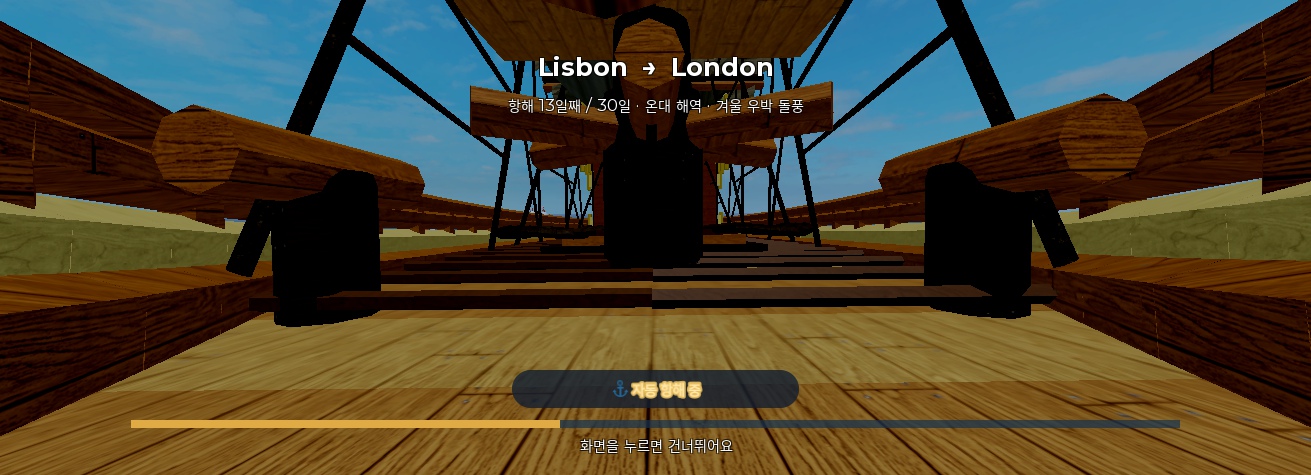 Lisbon → London
항해 13일째 / 30일 · 온대 해역 · 겨울 우박 돌풍
⚓ 자동 항해 중
화면을 누르면 건너뛰어요